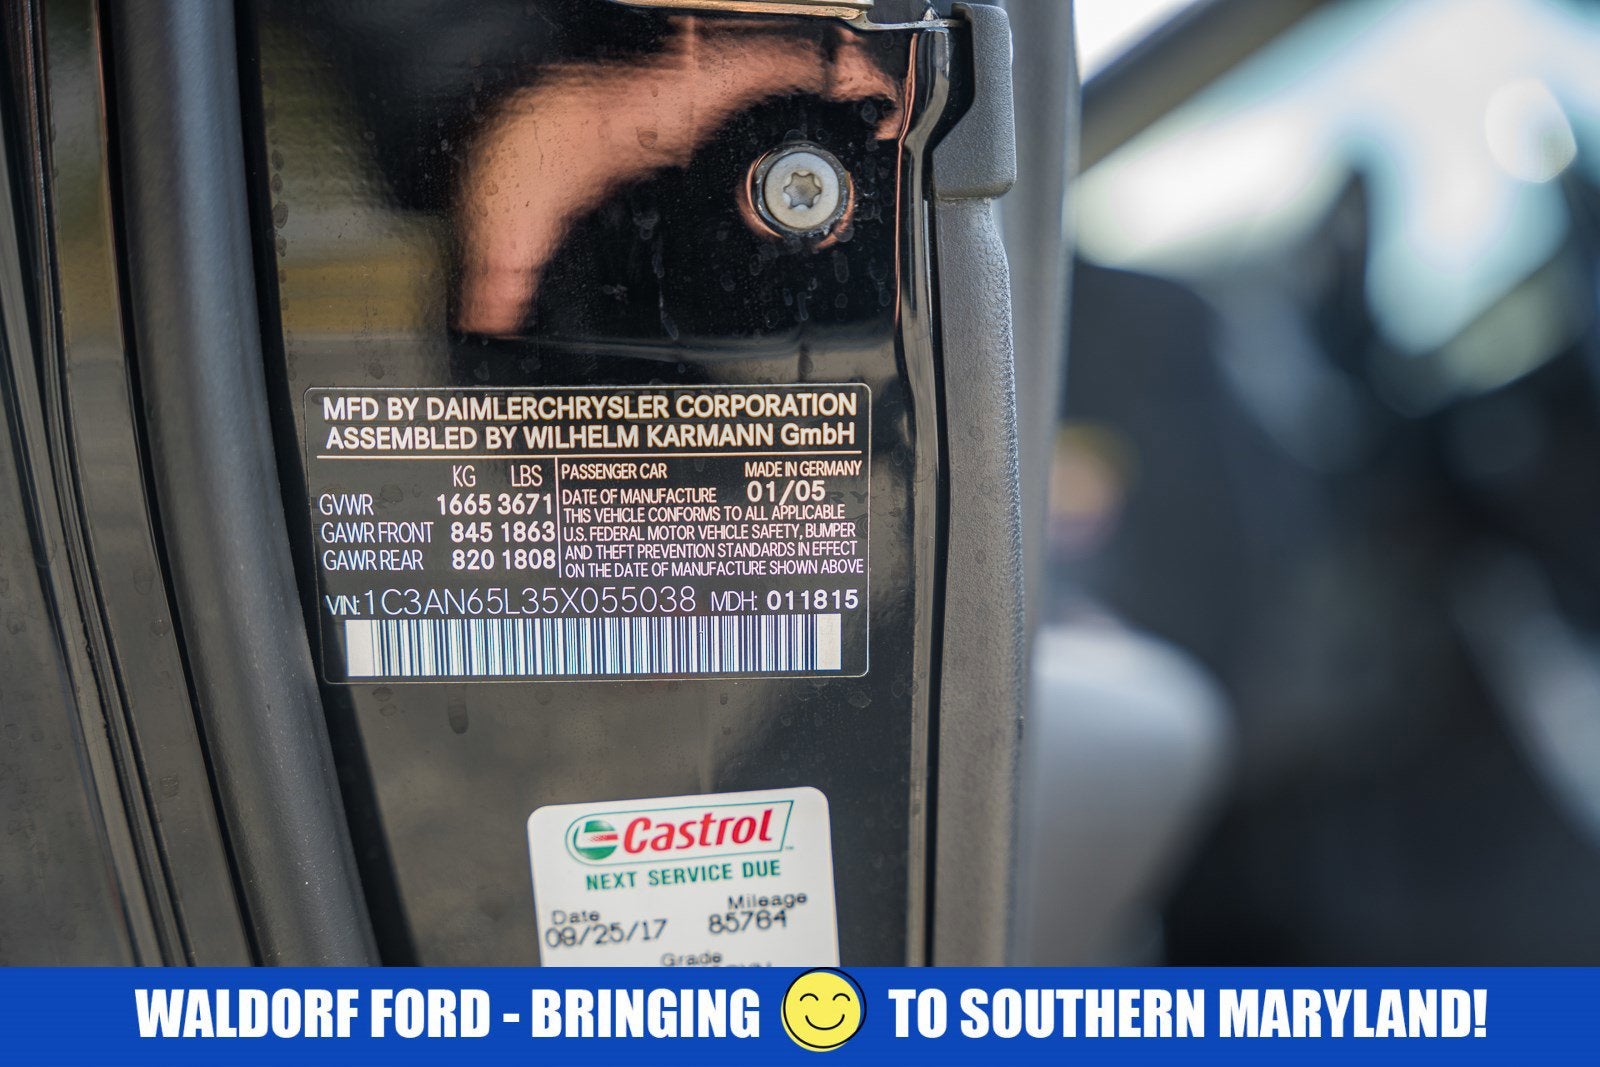 MFD BY DAIMLERCHRYSLER CORPORATION
ASSEMBLED BY WILHELM KARMANN GmbH
KG LBS
GVWR 1665 3671
GAWR FRONT 845 1863
GAWR REAR 820 1808
PASSENGER CAR MADE IN GERMANY
DATE OF MANUFACTURE 01/05
THIS VEHICLE CONFORMS TO ALL APPLICABLE
U.S. FEDERAL MOTOR VEHICLE SAFETY, BUMPER
AND THEFT PREVENTION STANDARDS IN EFFECT
ON THE DATE OF MANUFACTURE SHOWN ABOVE
VIN: 1C3AN65L35X055038 MDH: 011815
Castrol
NEXT SERVICE DUE
Date Mileage
09/25/17 85764
Grade
WALDORF FORD - BRINGING TO SOUTHERN MARYLAND!